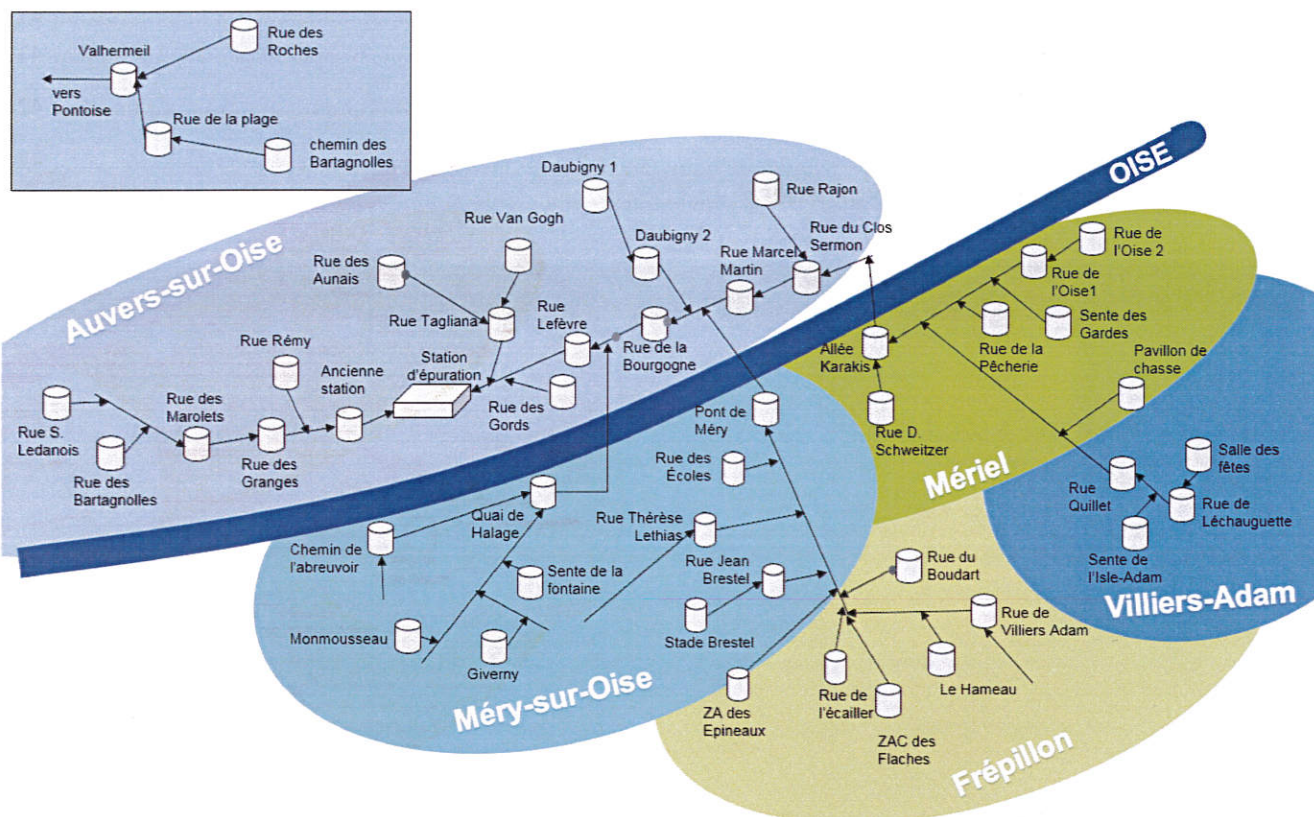 Rue des
Roches
Valhermeil
vers
Pontoise
Rue de la plage
chemin des
Bartagnolles
OISE
Auvers-sur-Oise
Daubigny 1
Rue Rajon
Rue Van Gogh
Daubigny 2
Rue du Clos
Sermon
Rue Marcel
Martin
Rue des
Aunais
Rue
Lefèvre
Rue Tagliana
Rue de la
Bourgogne
Rue Rémy
Station
d'épuration
Ancienne
station
Rue des
Gords
Rue des
Marolets
Rue S.
Ledanois
Rue des
Bartagnolles
Rue des
Granges
Rue de
l'Oise 2
Rue de
l'Oise1
Sente des
Gardes
Rue de la
Pêcherie
Allée
Karakis
Pavillon de
chasse
Rue D.
Schweitzer
Mériel
Pont de
Méry
Rue des
Écoles
Quai de
Halage
Rue Thérèse
Lethias
Chemin de
l'abreuvoir
Sente de la
fontaine
Rue Jean
Brestel
Monmousseau
Giverny
Stade Brestel
Méry-sur-Oise
Salle des
fêtes
Rue
Quillet
Rue de
Léchauguette
Sente de
l'Isle-Adam
Villiers-Adam
Rue du
Boudart
Rue de
Villiers Adam
Le Hameau
Rue de
l'écailler
ZA des
Epineaux
ZAC des
Flaches
Frépillon